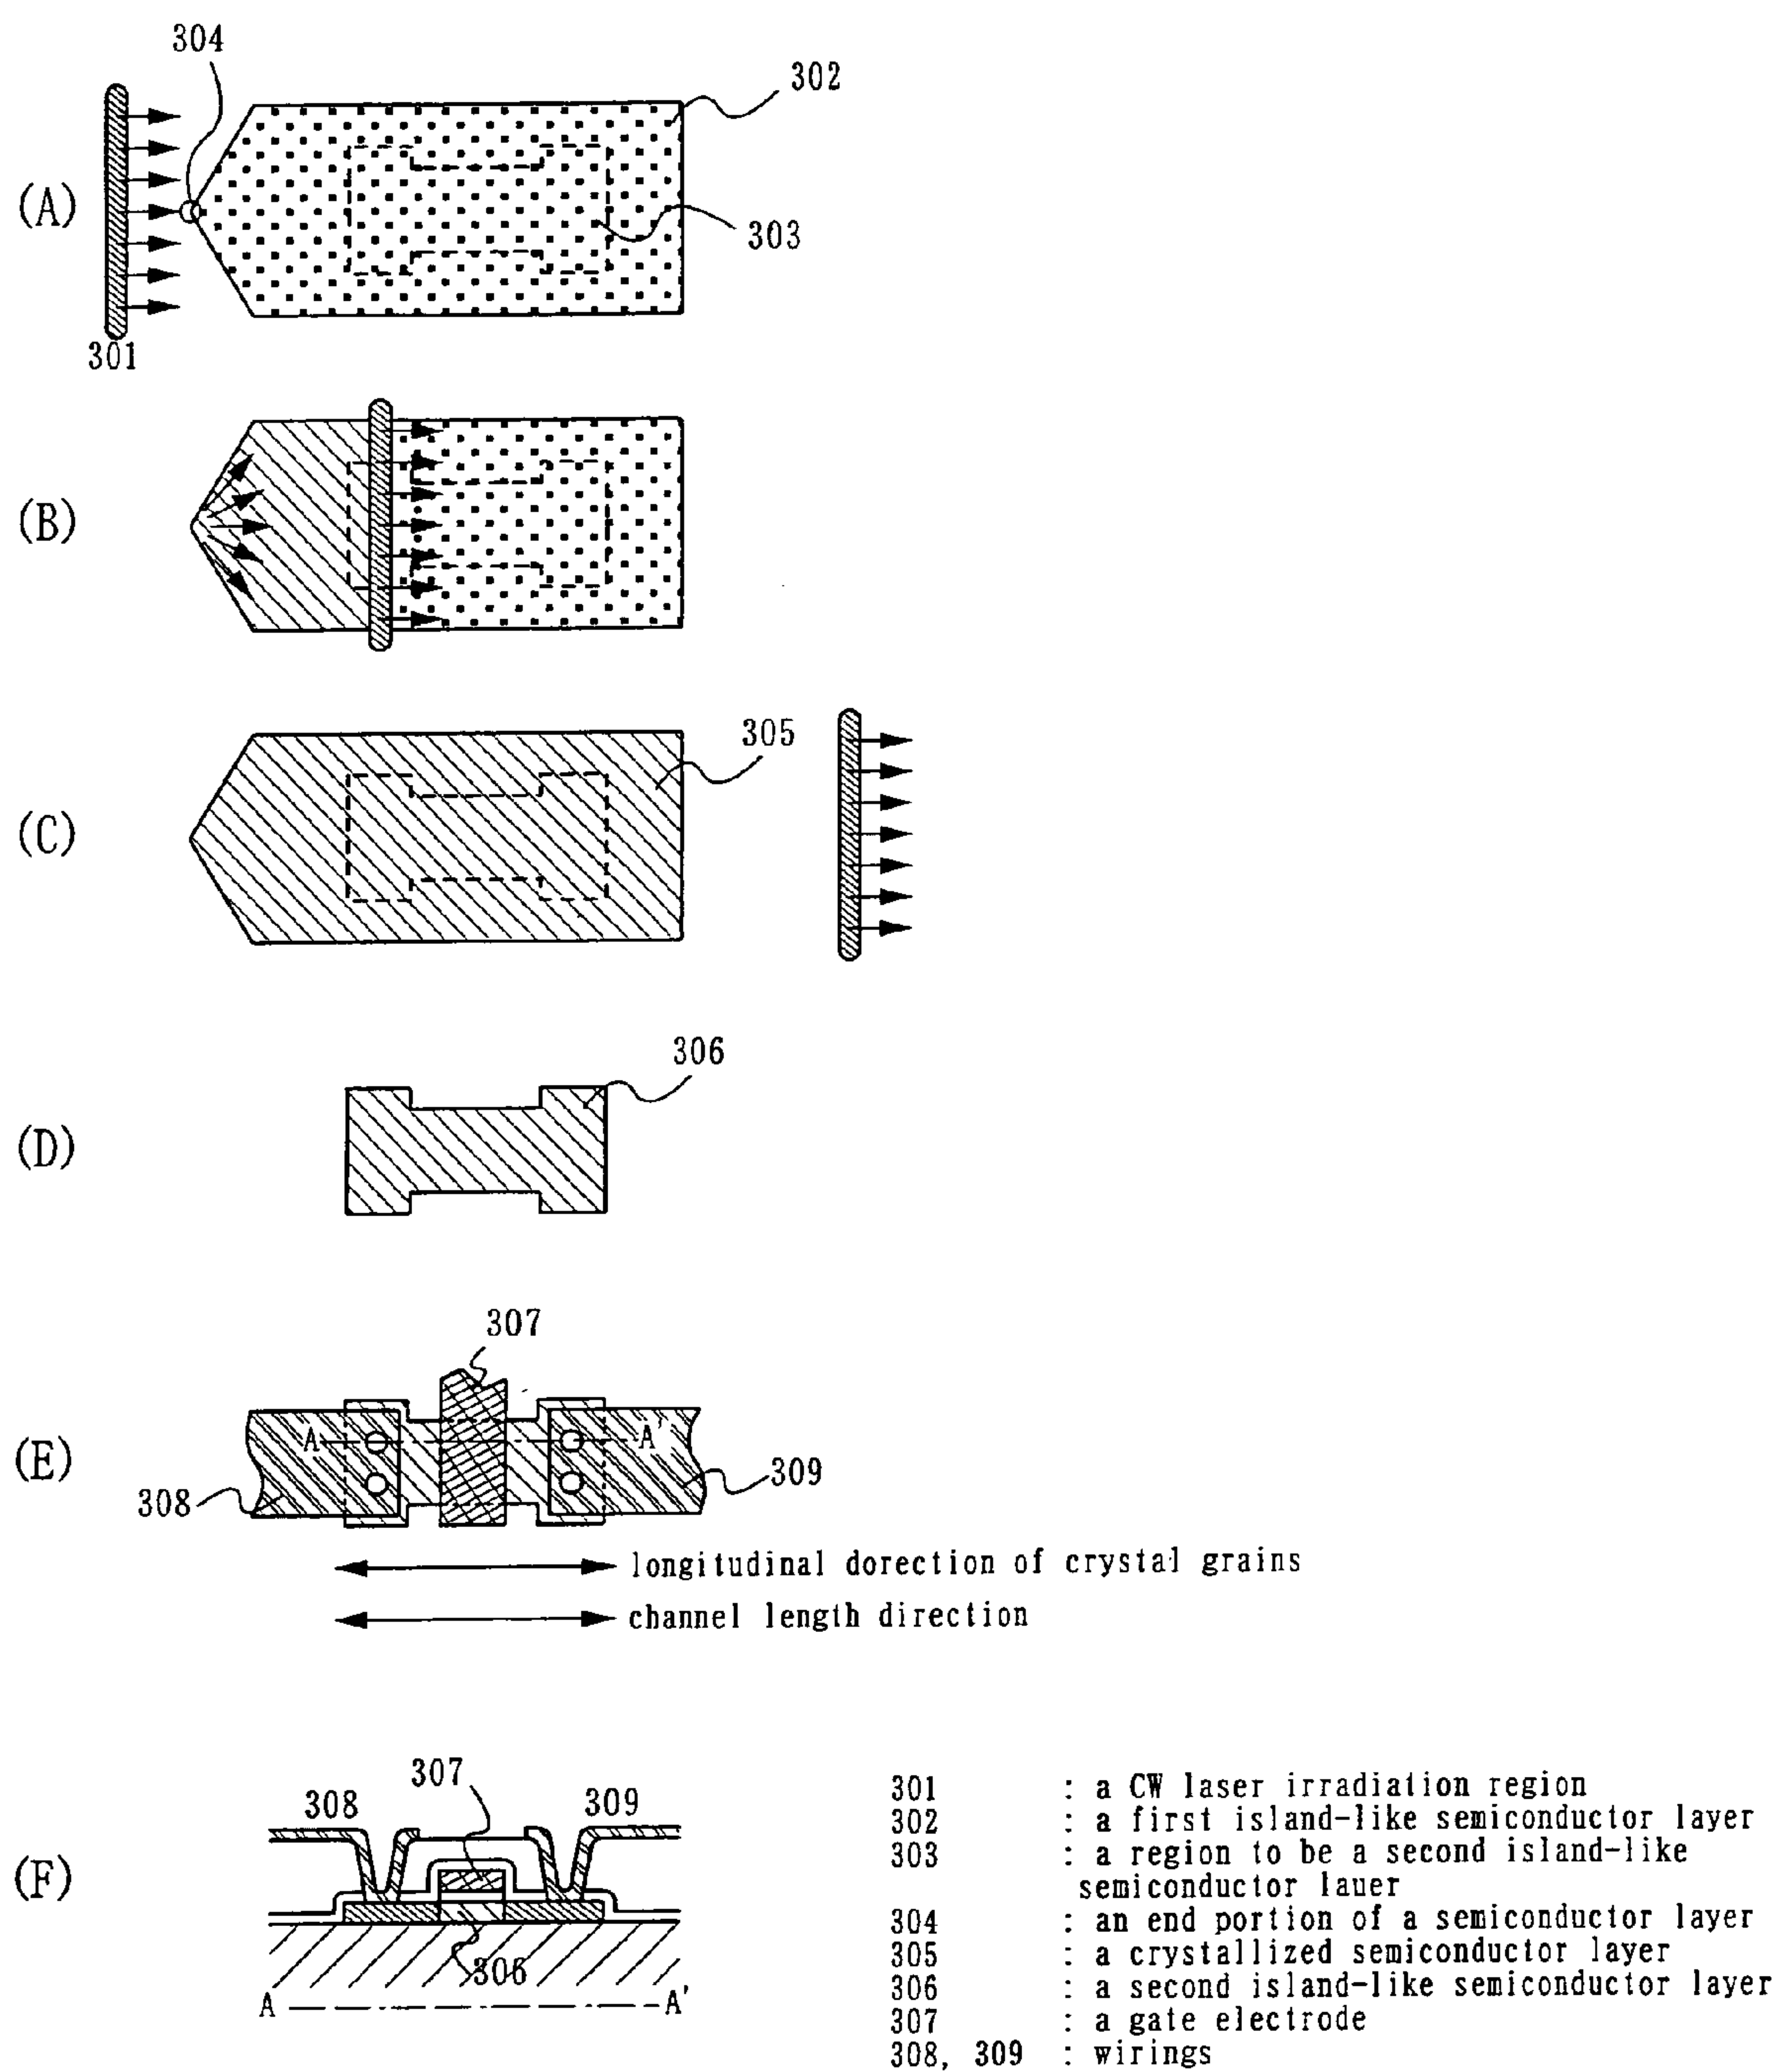 304
302
(A)
303
301
(B)
305
(C)
306
(D)
307
A A'
(E)
309
308
longitudinal dorection of crystal grains
channel length direction
307
308 309
(F)
306
A A'
301 : a CW laser irradiation region
302 : a first island-like semiconductor layer
303 : a region to be a second island-like
semiconductor lauer
304 : an end portion of a semiconductor layer
305 : a crystallized semiconductor layer
306 : a second island-like semiconductor layer
307 : a gate electrode
308, 309 : wirings